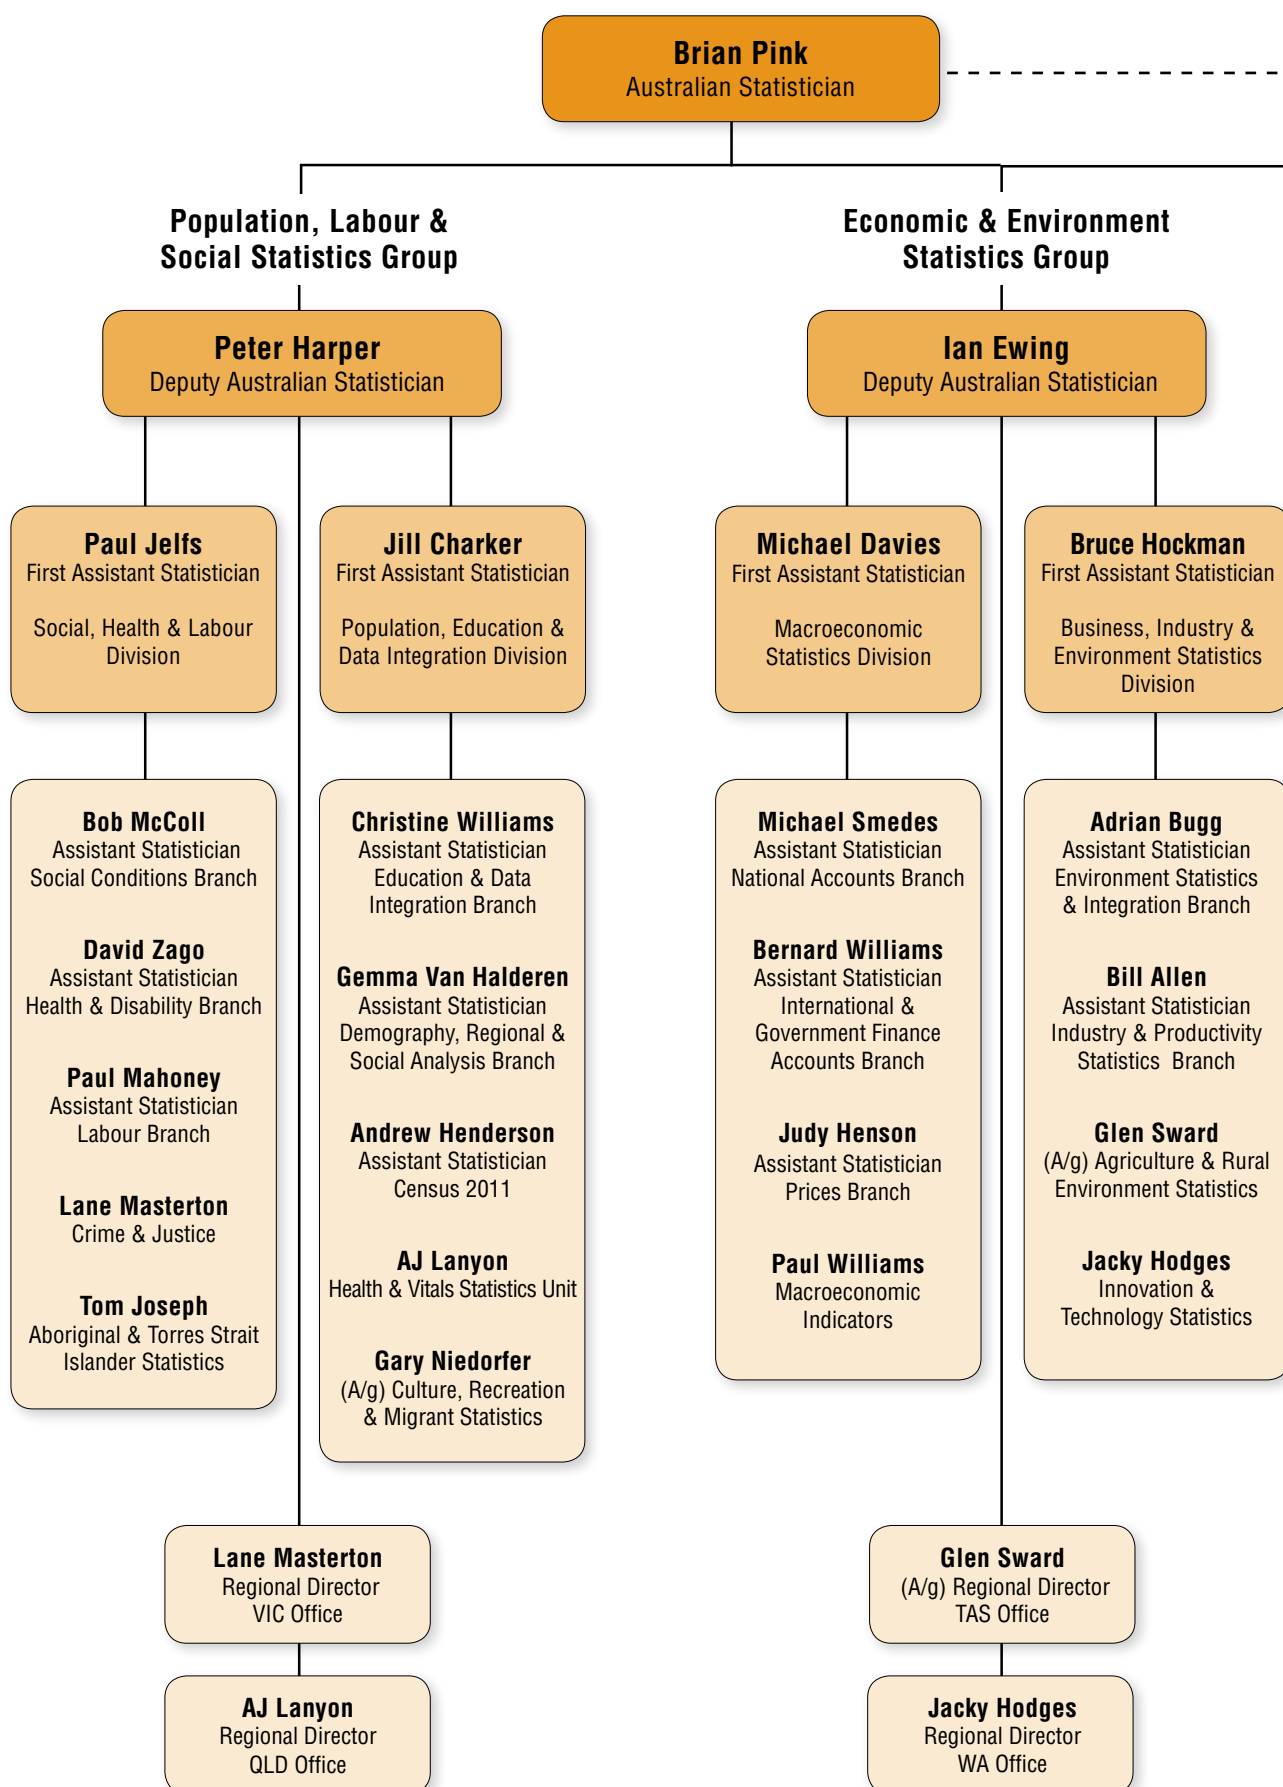 Brian Pink
Australian Statistician
Population, Labour &
Social Statistics Group
Economic & Environment
Statistics Group
Peter Harper
Deputy Australian Statistician
Ian Ewing
Deputy Australian Statistician
Paul Jelfs
First Assistant Statistician
Social, Health & Labour
Division
Jill Charker
First Assistant Statistician
Population, Education &
Data Integration Division
Michael Davies
First Assistant Statistician
Macroeconomic
Statistics Division
Bruce Hockman
First Assistant Statistician
Business, Industry &
Environment Statistics
Division
Bob McColl
Assistant Statistician
Social Conditions Branch
David Zago
Assistant Statistician
Health & Disability Branch
Paul Mahoney
Assistant Statistician
Labour Branch
Lane Masterton
Crime & Justice
Tom Joseph
Aboriginal & Torres Strait
Islander Statistics
Christine Williams
Assistant Statistician
Education & Data
Integration Branch
Gemma Van Halderen
Assistant Statistician
Demography, Regional &
Social Analysis Branch
Andrew Henderson
Assistant Statistician
Census 2011
AJ Lanyon
Health & Vitals Statistics Unit
Gary Niedorfer
(A/g) Culture, Recreation
& Migrant Statistics
Michael Smedes
Assistant Statistician
National Accounts Branch
Bernard Williams
Assistant Statistician
International &
Government Finance
Accounts Branch
Judy Henson
Assistant Statistician
Prices Branch
Paul Williams
Macroeconomic
Indicators
Adrian Bugg
Assistant Statistician
Environment Statistics
& Integration Branch
Bill Allen
Assistant Statistician
Industry & Productivity
Statistics Branch
Glen Sward
(A/g) Agriculture & Rural
Environment Statistics
Jacky Hodges
Innovation &
Technology Statistics
Lane Masterton
Regional Director
VIC Office
AJ Lanyon
Regional Director
QLD Office
Glen Sward
(A/g) Regional Director
TAS Office
Jacky Hodges
Regional Director
WA Office